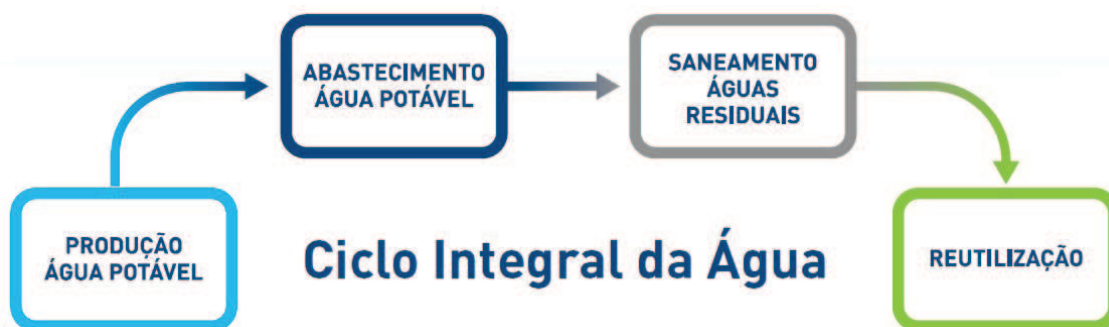 ABASTECIMENTO
ÁGUA POTÁVEL
SANEAMENTO
ÁGUAS
RESIDUAIS
PRODUÇÃO
ÁGUA POTÁVEL
Ciclo Integral da Água
REUTILIZAÇÃO